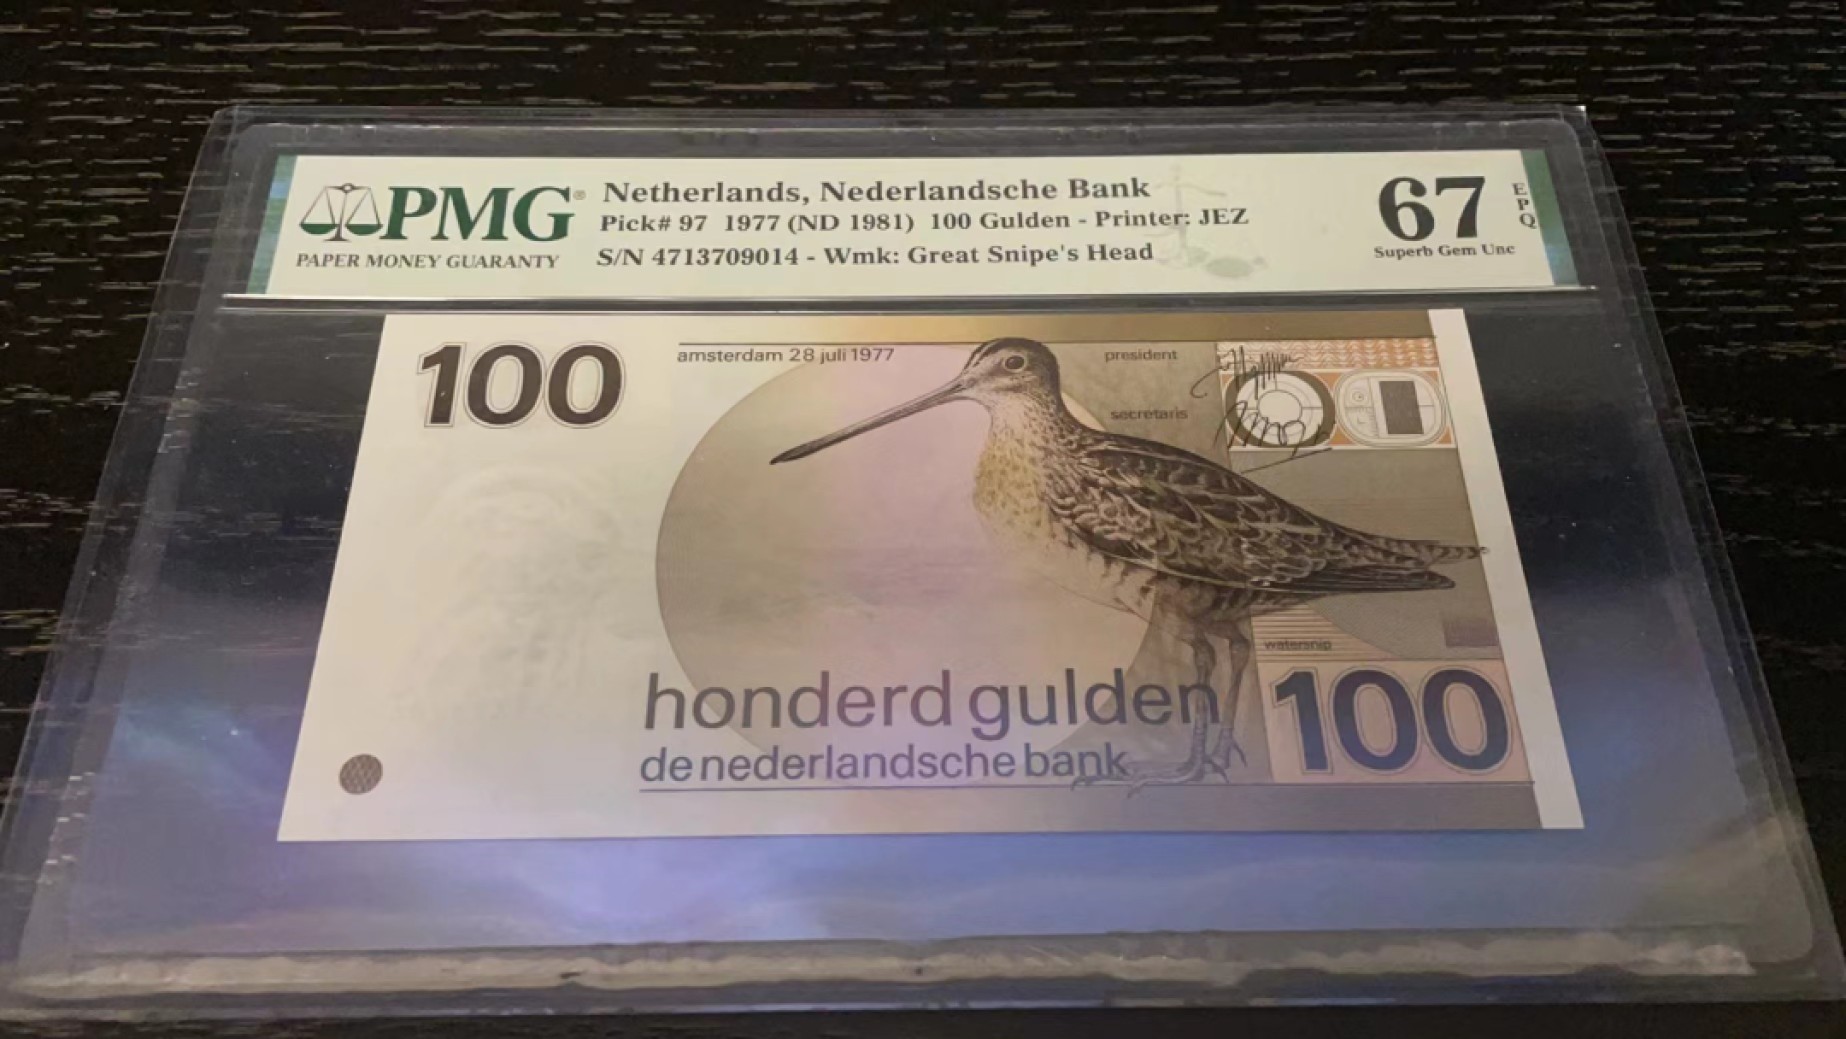 PMG®
PAPER MONEY GUARANTY
Netherlands, Nederlandsche Bank
Pick# 97 1977 (ND 1981) 100 Gulden - Printer: JEZ
S/N 4713709014 - Wmk: Great Snipe's Head
67
EPQ
Superb Gem Unc
100
amsterdam 28 juli 1977
president
secretaris
watersnip
honderd gulden
de nederlandsche bank
100